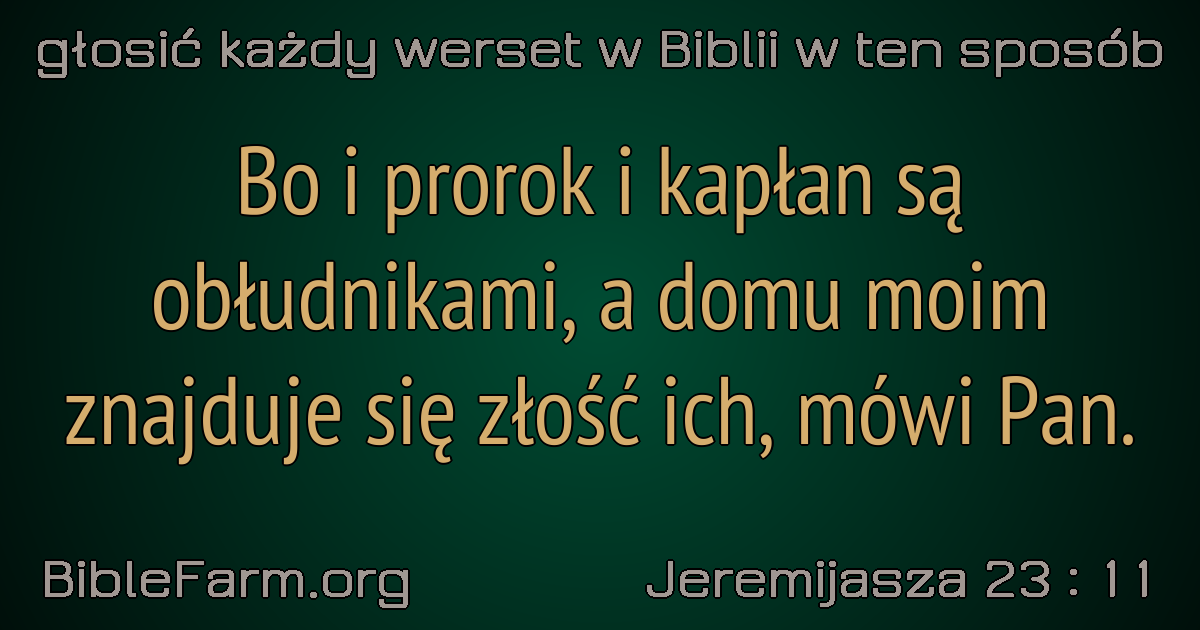 głosić każdy werset w Biblii w ten sposób
Bo i prorok i kapłan są
obłudnikami, a domu moim
znajduje się złość ich, mówi Pan.
BibleFarm.org
Jeremijasza 23 : 11